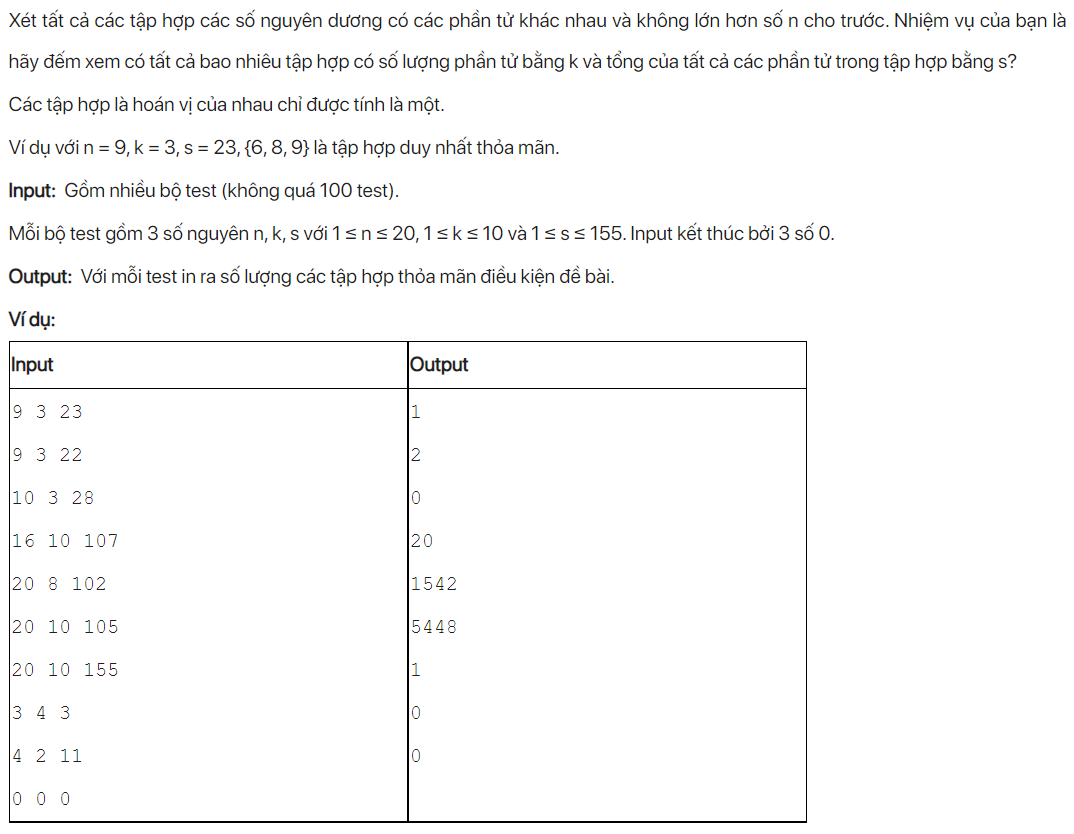 Xét tất cả các tập hợp các số nguyên dương có các phần tử khác nhau và không lớn hơn số n cho trước. Nhiệm vụ của bạn là
hãy đếm xem có tất cả bao nhiêu tập hợp có số lượng phần tử bằng k và tổng của tất cả các phần tử trong tập hợp bằng s?
Các tập hợp là hoán vị của nhau chỉ được tính là một.
Ví dụ với n = 9, k = 3, s = 23, {6, 8, 9} là tập hợp duy nhất thỏa mãn.
Input: Gồm nhiều bộ test (không quá 100 test).
Mỗi bộ test gồm 3 số nguyên n, k, s với 1 ≤ n ≤ 20, 1 ≤ k ≤ 10 và 1 ≤ s ≤ 155. Input kết thúc bởi 3 số 0.
Output: Với mỗi test in ra số lượng các tập hợp thỏa mãn điều kiện đề bài.
Ví dụ:
Input Output
9 3 23 1
9 3 22 2
10 3 28 0
16 10 107 20
20 8 102 1542
20 10 105 5448
20 10 155 1
3 4 3 0
4 2 11 0
0 0 0